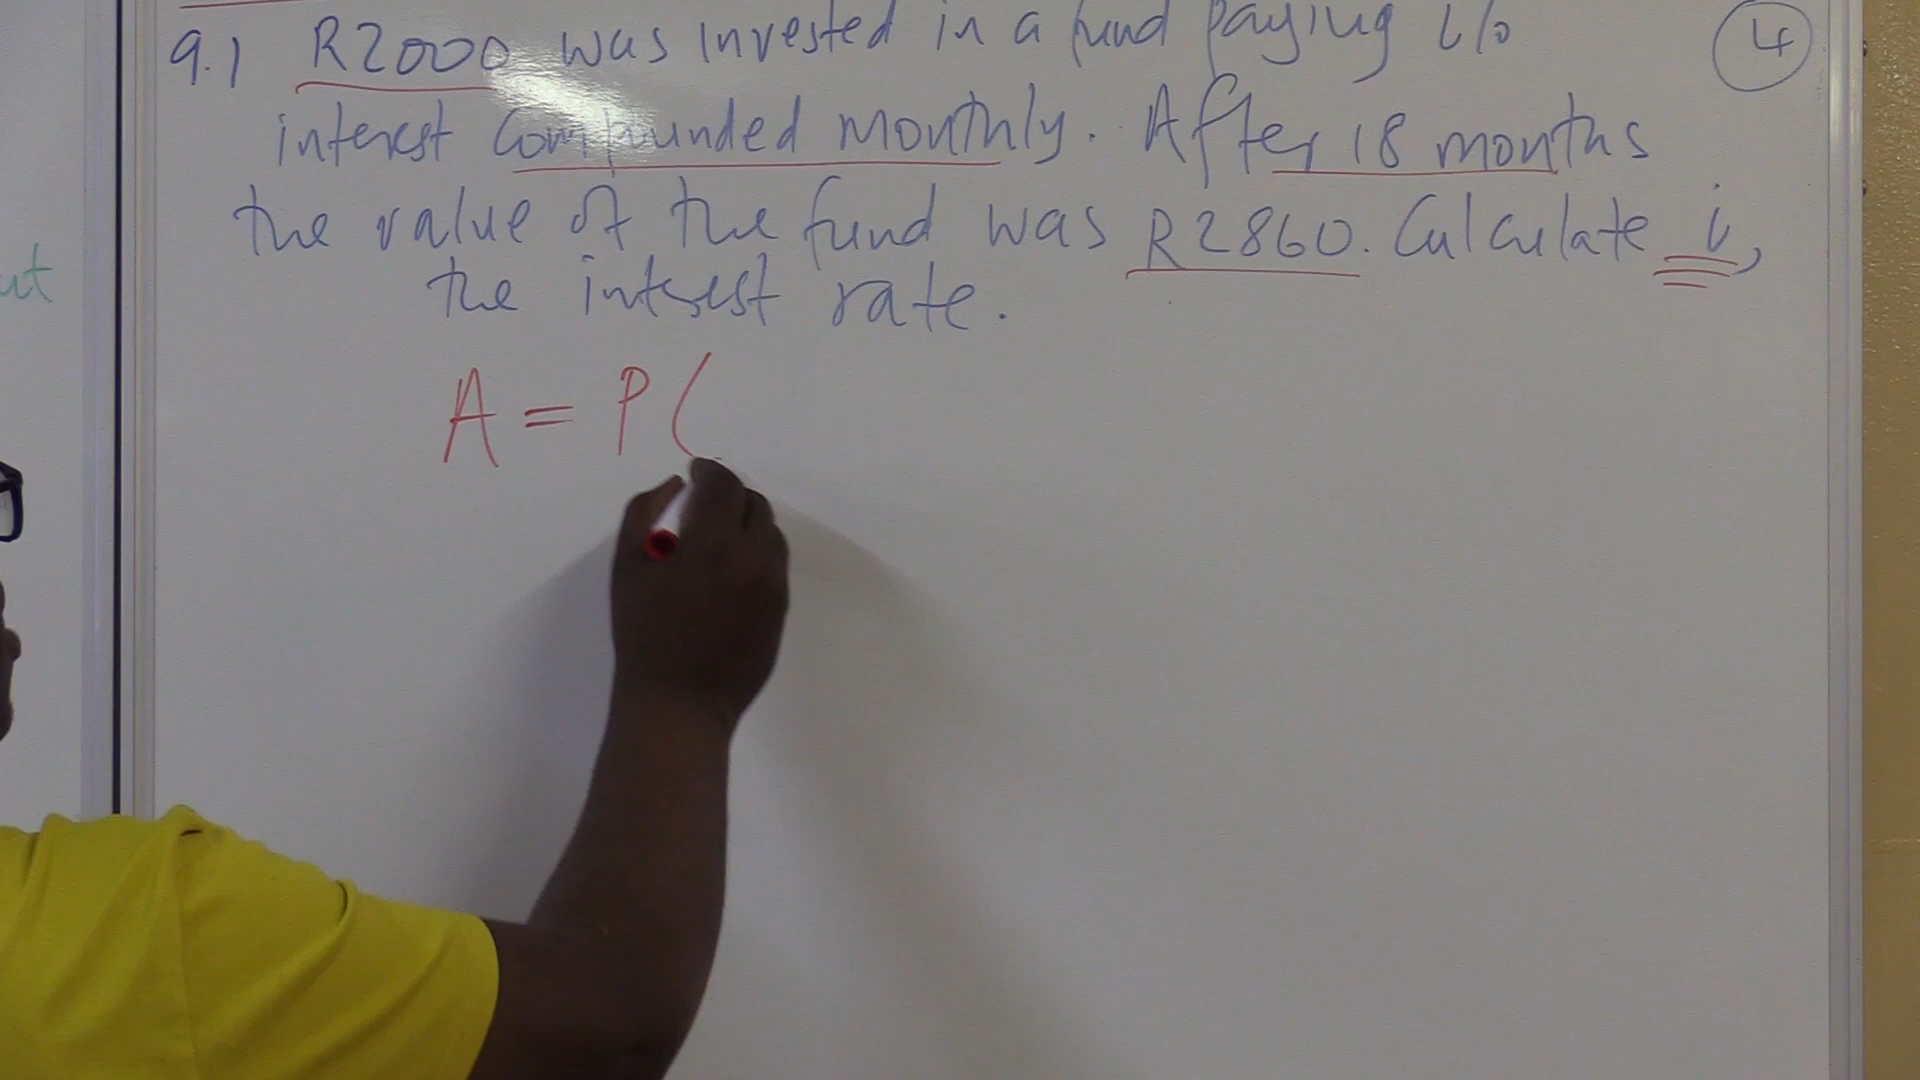 9.1 R2000 was invested in a fund paying i%
4
interest compounded monthly. After 18 months
the value of the fund was R2860. Calculate i,
the interest rate.
A = P (